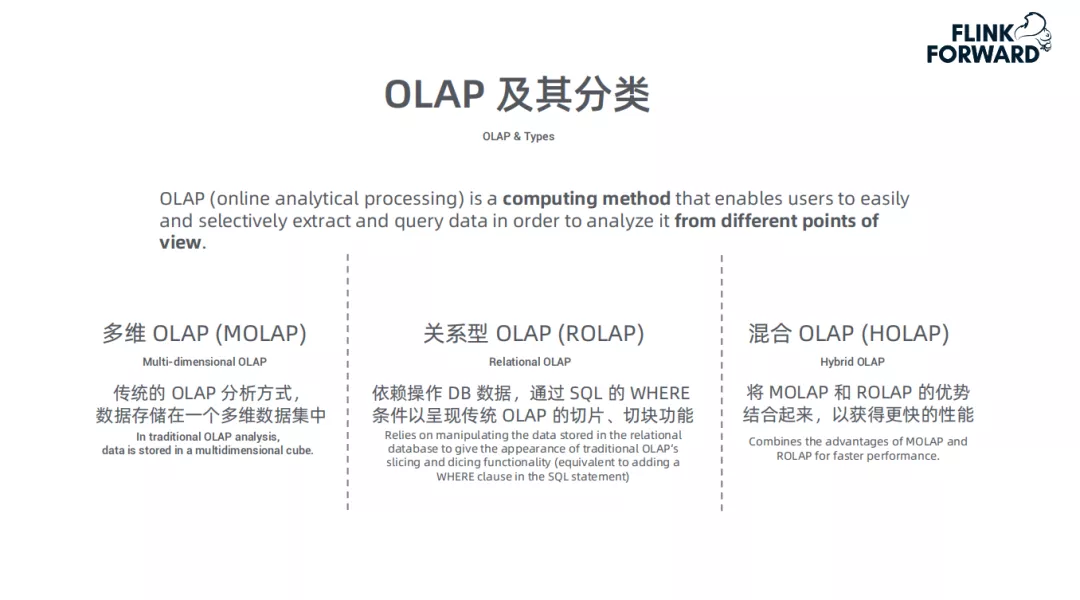 FLINK
FORWARD
OLAP 及其分类
OLAP & Types
OLAP (online analytical processing) is a computing method that enables users to easily
and selectively extract and query data in order to analyze it from different points of
view.
多维 OLAP (MOLAP)
Multi-dimensional OLAP
传统的 OLAP 分析方式，
数据存储在一个多维数据集中
In traditional OLAP analysis,
data is stored in a multidimensional cube.
关系型 OLAP (ROLAP)
Relational OLAP
依赖操作 DB 数据，通过 SQL 的 WHERE
条件以呈现传统 OLAP 的切片、切块功能
Relies on manipulating the data stored in the relational
database to give the appearance of traditional OLAP's
slicing and dicing functionality (equivalent to adding a
WHERE clause in the SQL statement)
混合 OLAP (HOLAP)
Hybrid OLAP
将 MOLAP 和 ROLAP 的优势
结合起来，以获得更快的性能
Combines the advantages of MOLAP and
ROLAP for faster performance.